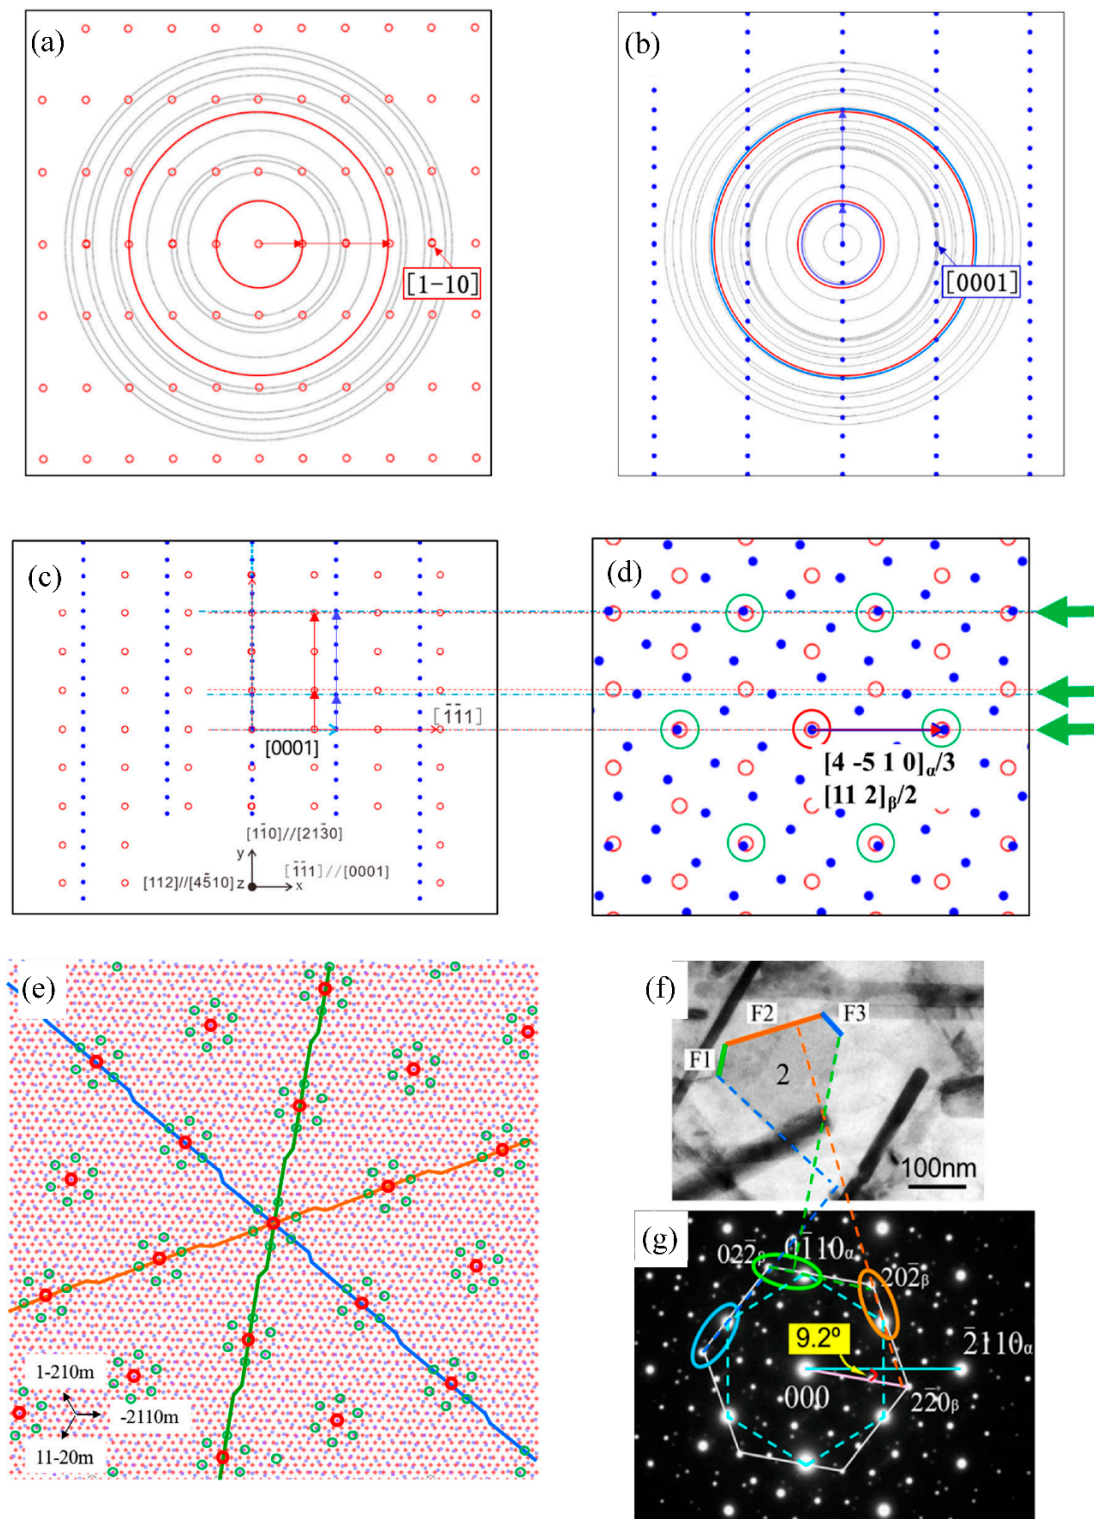 (a)
[1-10]
(b)
[0001]
(c)
[0001]
[1̄1̄1]
[11̄0]//[213̄0]
y
[1̄1̄1]//[0001]
[112]//[45̄10] z
x
(d)
[4 -5 1 0]α/3
[11 2]β/2
(e)
1-210m
-2110m
11-20m
(f)
F2
F3
F1
2
100nm
(g)
022̄β
01̄10α
202̄β
9.2º
2̄110α
000
22̄0β